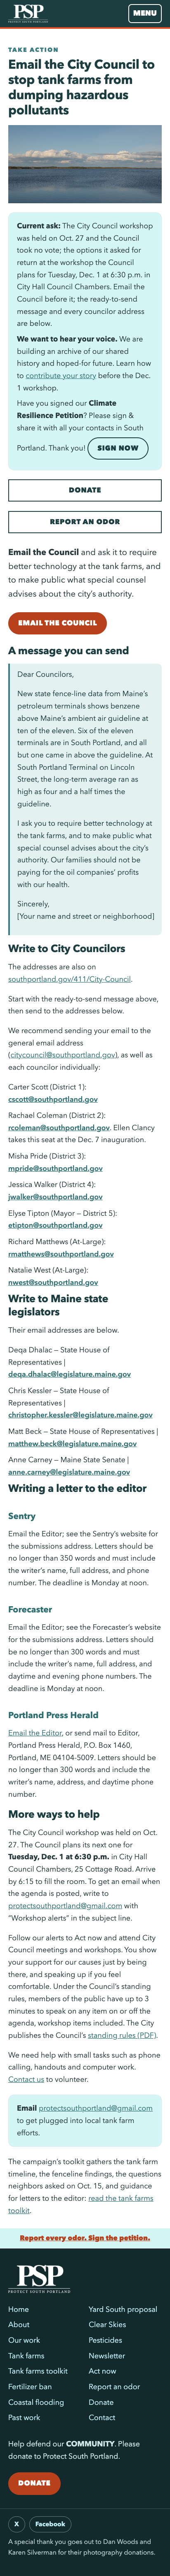 PSP
PROTECT SOUTH PORTLAND
MENU
TAKE ACTION
Email the City Council to
stop tank farms from
dumping hazardous
pollutants
Current ask: The City Council workshop
was held on Oct. 27 and the Council
took no vote; the options it asked for
return at the workshop the Council
plans for Tuesday, Dec. 1 at 6:30 p.m. in
City Hall Council Chambers. Email the
Council before it; the ready-to-send
message and every councilor address
are below.
We want to hear your voice. We are
building an archive of our shared
history and hoped-for future. Learn how
to contribute your story before the Dec.
1 workshop.
Have you signed our Climate
Resilience Petition? Please sign &
share it with all your contacts in South
Portland. Thank you! SIGN NOW
DONATE
REPORT AN ODOR
Email the Council and ask it to require
better technology at the tank farms, and
to make public what special counsel
advises about the city's authority.
EMAIL THE COUNCIL
A message you can send
Dear Councilors,
New state fence-line data from Maine's
petroleum terminals shows benzene
above Maine's ambient air guideline at
ten of the eleven. Six of the eleven
terminals are in South Portland, and all
but one came in above the guideline. At
South Portland Terminal on Lincoln
Street, the long-term average ran as
high as four and a half times the
guideline.
I ask you to require better technology at
the tank farms, and to make public what
special counsel advises about the city's
authority. Our families should not be
paying for the oil companies' profits
with our health.
Sincerely,
[Your name and street or neighborhood]
Write to City Councilors
The addresses are also on
southportland.gov/411/City-Council.
Start with the ready-to-send message above,
then send to the addresses below.
We recommend sending your email to the
general email address
(citycouncil@southportland.gov), as well as
each councilor individually:
Carter Scott (District 1):
cscott@southportland.gov
Rachael Coleman (District 2):
rcoleman@southportland.gov. Ellen Clancy
takes this seat at the Dec. 7 inauguration.
Misha Pride (District 3):
mpride@southportland.gov
Jessica Walker (District 4):
jwalker@southportland.gov
Elyse Tipton (Mayor – District 5):
etipton@southportland.gov
Richard Matthews (At-Large):
rmatthews@southportland.gov
Natalie West (At-Large):
nwest@southportland.gov
Write to Maine state
legislators
Their email addresses are below.
Deqa Dhalac – State House of
Representatives |
deqa.dhalac@legislature.maine.gov
Chris Kessler – State House of
Representatives |
christopher.kessler@legislature.maine.gov
Matt Beck – State House of Representatives |
matthew.beck@legislature.maine.gov
Anne Carney – Maine State Senate |
anne.carney@legislature.maine.gov
Writing a letter to the editor
Sentry
Email the Editor; see the Sentry's website for
the submissions address. Letters should be
no longer than 350 words and must include
the writer's name, full address, and phone
number. The deadline is Monday at noon.
Forecaster
Email the Editor; see the Forecaster's website
for the submissions address. Letters should
be no longer than 300 words and must
include the writer's name, full address, and
daytime and evening phone numbers. The
deadline is Monday at noon.
Portland Press Herald
Email the Editor, or send mail to Editor,
Portland Press Herald, P.O. Box 1460,
Portland, ME 04104-5009. Letters should be
no longer than 300 words and include the
writer's name, address, and daytime phone
number.
More ways to help
The City Council workshop was held on Oct.
27. The Council plans its next one for
Tuesday, Dec. 1 at 6:30 p.m. in City Hall
Council Chambers, 25 Cottage Road. Arrive
by 6:15 to fill the room. To get an email when
the agenda is posted, write to
protectsouthportland@gmail.com with
"Workshop alerts" in the subject line.
Follow our alerts to Act now and attend City
Council meetings and workshops. You show
your support for our causes just by being
there, and speaking up if you feel
comfortable. Under the Council's standing
rules, members of the public have up to 3
minutes to speak on any item on or off the
agenda, workshop items included. The City
publishes the Council's standing rules (PDF).
We need help with small tasks such as phone
calling, handouts and computer work.
Contact us to volunteer.
Email protectsouthportland@gmail.com
to get plugged into local tank farm
efforts.
The campaign's toolkit gathers the tank farm
timeline, the fenceline findings, the questions
neighbors asked on Oct. 15, and guidance
for letters to the editor: read the tank farms
toolkit.
Report every odor. Sign the petition.
PSP
PROTECT SOUTH PORTLAND
Home
About
Our work
Tank farms
Tank farms toolkit
Fertilizer ban
Coastal flooding
Past work
Yard South proposal
Clear Skies
Pesticides
Newsletter
Act now
Report an odor
Donate
Contact
Help defend our COMMUNITY. Please
donate to Protect South Portland.
DONATE
X
Facebook
A special thank you goes out to Dan Woods and
Karen Silverman for their photography donations.